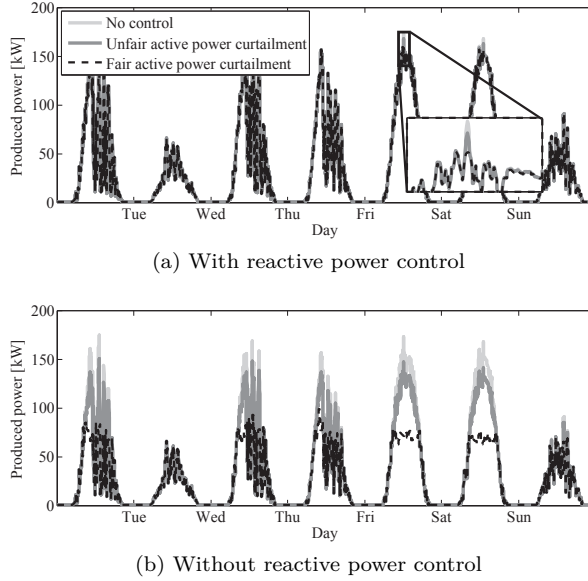 200
150
100
50
0
Produced power [kW]
No control
Unfair active power curtailment
Fair active power curtailment
Tue Wed Thu Fri Sat Sun
Day
(a) With reactive power control
200
150
100
50
0
Produced power [kW]
Tue Wed Thu Fri Sat Sun
Day
(b) Without reactive power control